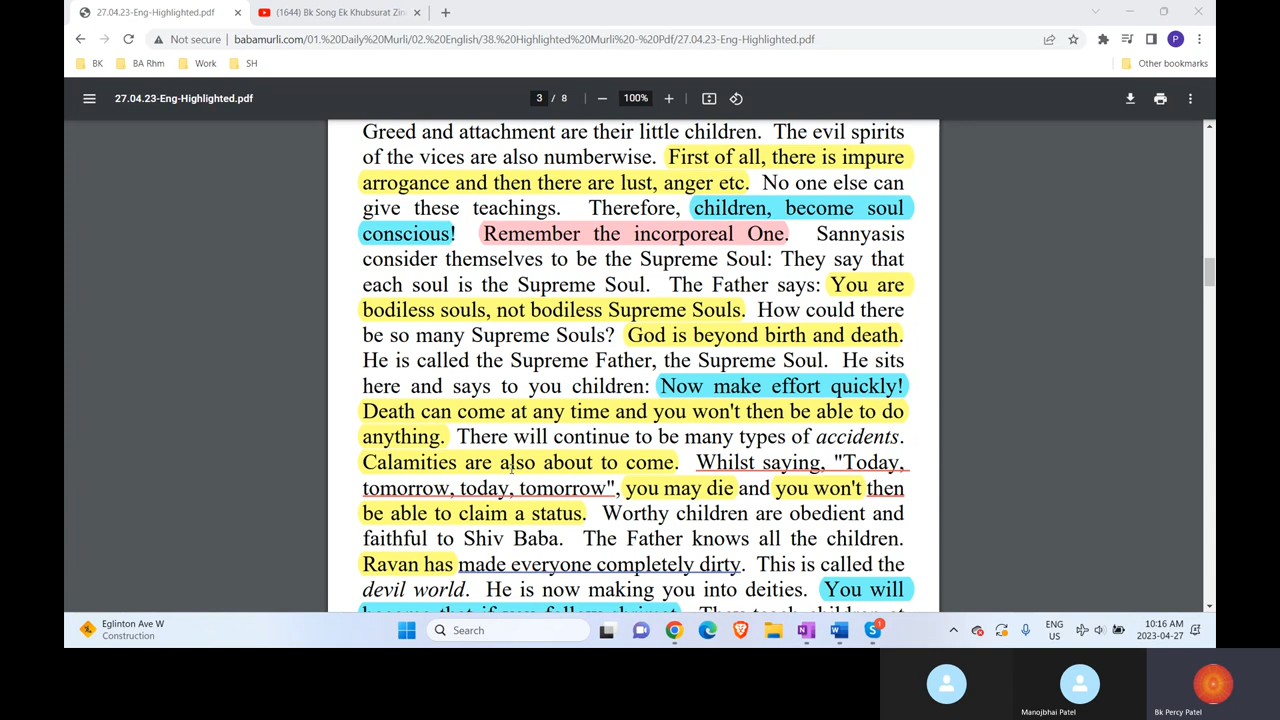 27.04.23-Eng-Highlighted.pdf
(1644) Bk Song Ek Khubsurat Zin
Not secure
babamurli.com/01.%20Daily%20Murli/02.%20English/38.%20Highlighted%20Murli%20-%20Pdf/27.04.23-Eng-Highlighted.pdf
P
BK
BA Rhm
Work
SH
Other bookmarks
27.04.23-Eng-Highlighted.pdf
3 / 8
100%
Greed and attachment are their little children. The evil spirits
of the vices are also numberwise. First of all, there is impure
arrogance and then there are lust, anger etc. No one else can
give these teachings. Therefore, children, become soul
conscious! Remember the incorporeal One. Sannyasis
consider themselves to be the Supreme Soul: They say that
each soul is the Supreme Soul. The Father says: You are
bodiless souls, not bodiless Supreme Souls. How could there
be so many Supreme Souls? God is beyond birth and death.
He is called the Supreme Father, the Supreme Soul. He sits
here and says to you children: Now make effort quickly!
Death can come at any time and you won't then be able to do
anything. There will continue to be many types of accidents.
Calamities are also about to come. Whilst saying, "Today,
tomorrow, today, tomorrow", you may die and you won't then
be able to claim a status. Worthy children are obedient and
faithful to Shiv Baba. The Father knows all the children.
Ravan has made everyone completely dirty. This is called the
devil world. He is now making you into deities. You will
become that if you follow shrimat. They teach children at
Eglinton Ave W
Construction
Search
1
ENG
US
10:16 AM
2023-04-27
Manojbhai Patel
Bk Percy Patel